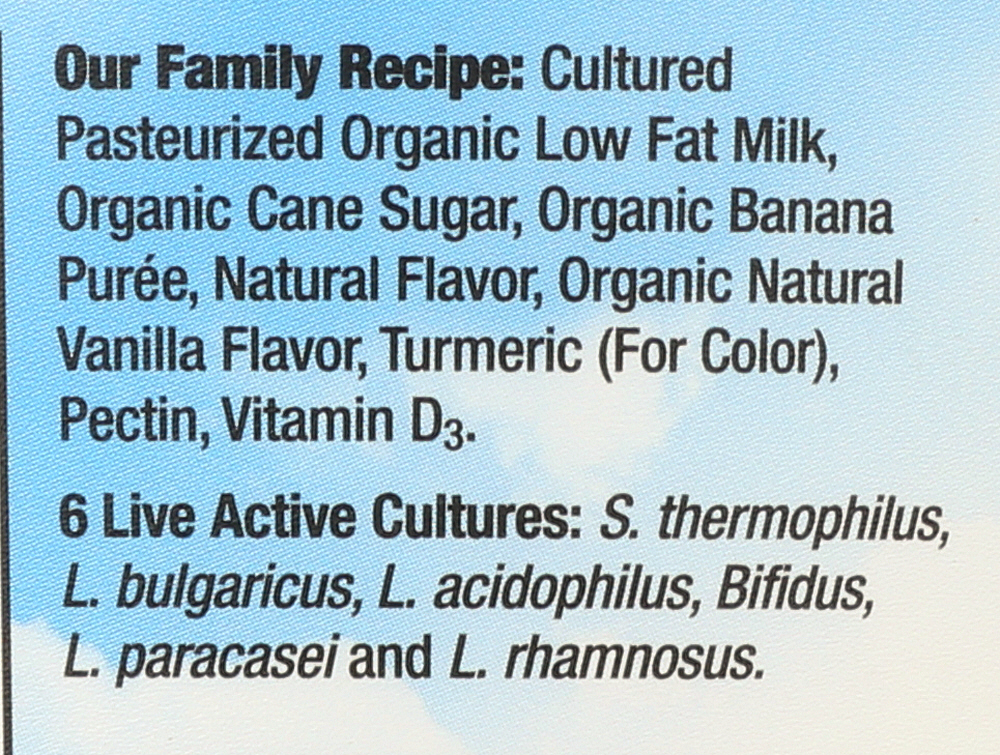 Our Family Recipe: Cultured
Pasteurized Organic Low Fat Milk,
Organic Cane Sugar, Organic Banana
Purée, Natural Flavor, Organic Natural
Vanilla Flavor, Turmeric (For Color),
Pectin, Vitamin D₃.
6 Live Active Cultures: S. thermophilus,
L. bulgaricus, L. acidophilus, Bifidus,
L. paracasei and L. rhamnosus.